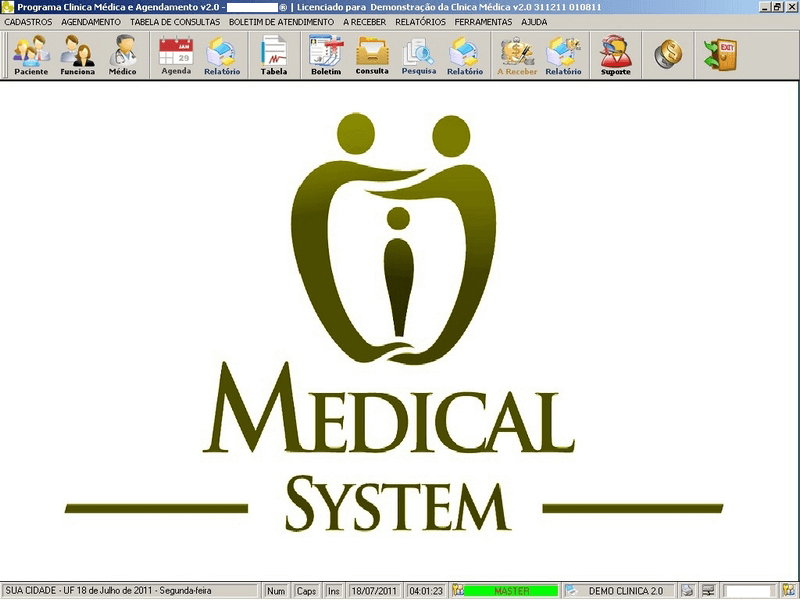 Programa Clinica Médica e Agendamento v2.0 - ® | Licenciado para Demonstração da Clnica Médica v2.0 311211 010811
CADASTROS AGENDAMENTO TABELA DE CONSULTAS BOLETIM DE ATENDIMENTO A RECEBER RELATÓRIOS FERRAMENTAS AJUDA
Paciente Funciona Médico Agenda Relatório Tabela Boletim Consulta Pesquisa Relatório A Receber Relatório Suporte EXIT
MEDICAL
SYSTEM
SUA CIDADE - UF 18 de Julho de 2011 - Segunda-feira Num Caps Ins 18/07/2011 04:01:23 MASTER DEMO CLINICA 2.0